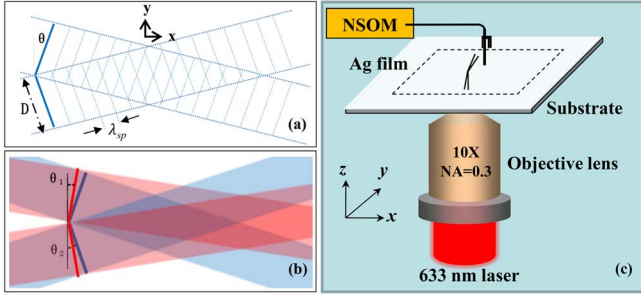 y
x
θ
D
λsp
(a)
θ1
θ2
(b)
NSOM
Ag film
Substrate
10X
NA=0.3
Objective lens
z
y
x
633 nm laser
(c)